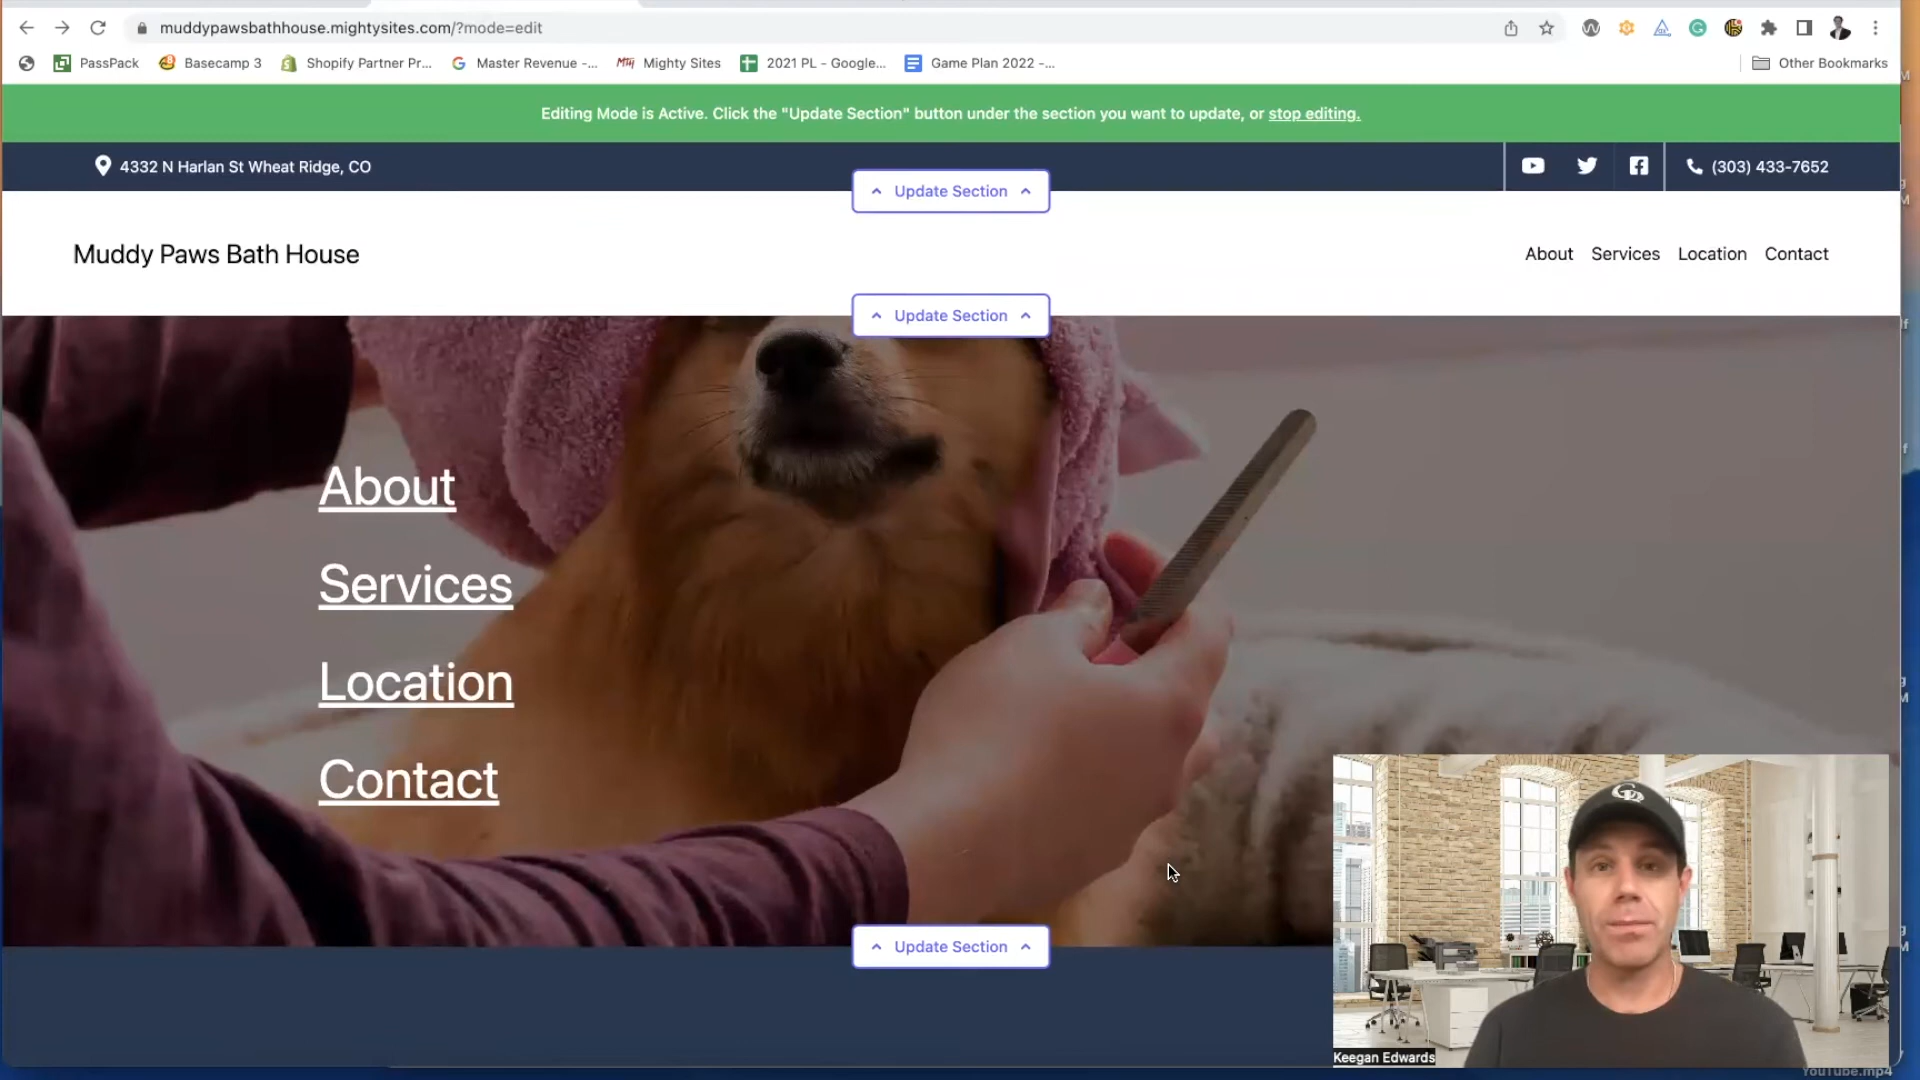 muddypawsbathhouse.mightysites.com/?mode=edit
PassPack
Basecamp 3
Shopify Partner Pr...
Master Revenue -...
Mighty Sites
2021 PL - Google...
Game Plan 2022 -...
Other Bookmarks
Editing Mode is Active. Click the "Update Section" button under the section you want to update, or stop editing.
4332 N Harlan St Wheat Ridge, CO
(303) 433-7652
Update Section
Muddy Paws Bath House
About Services Location Contact
Update Section
About
Services
Location
Contact
Update Section
Keegan Edwards
YouTube.mp4